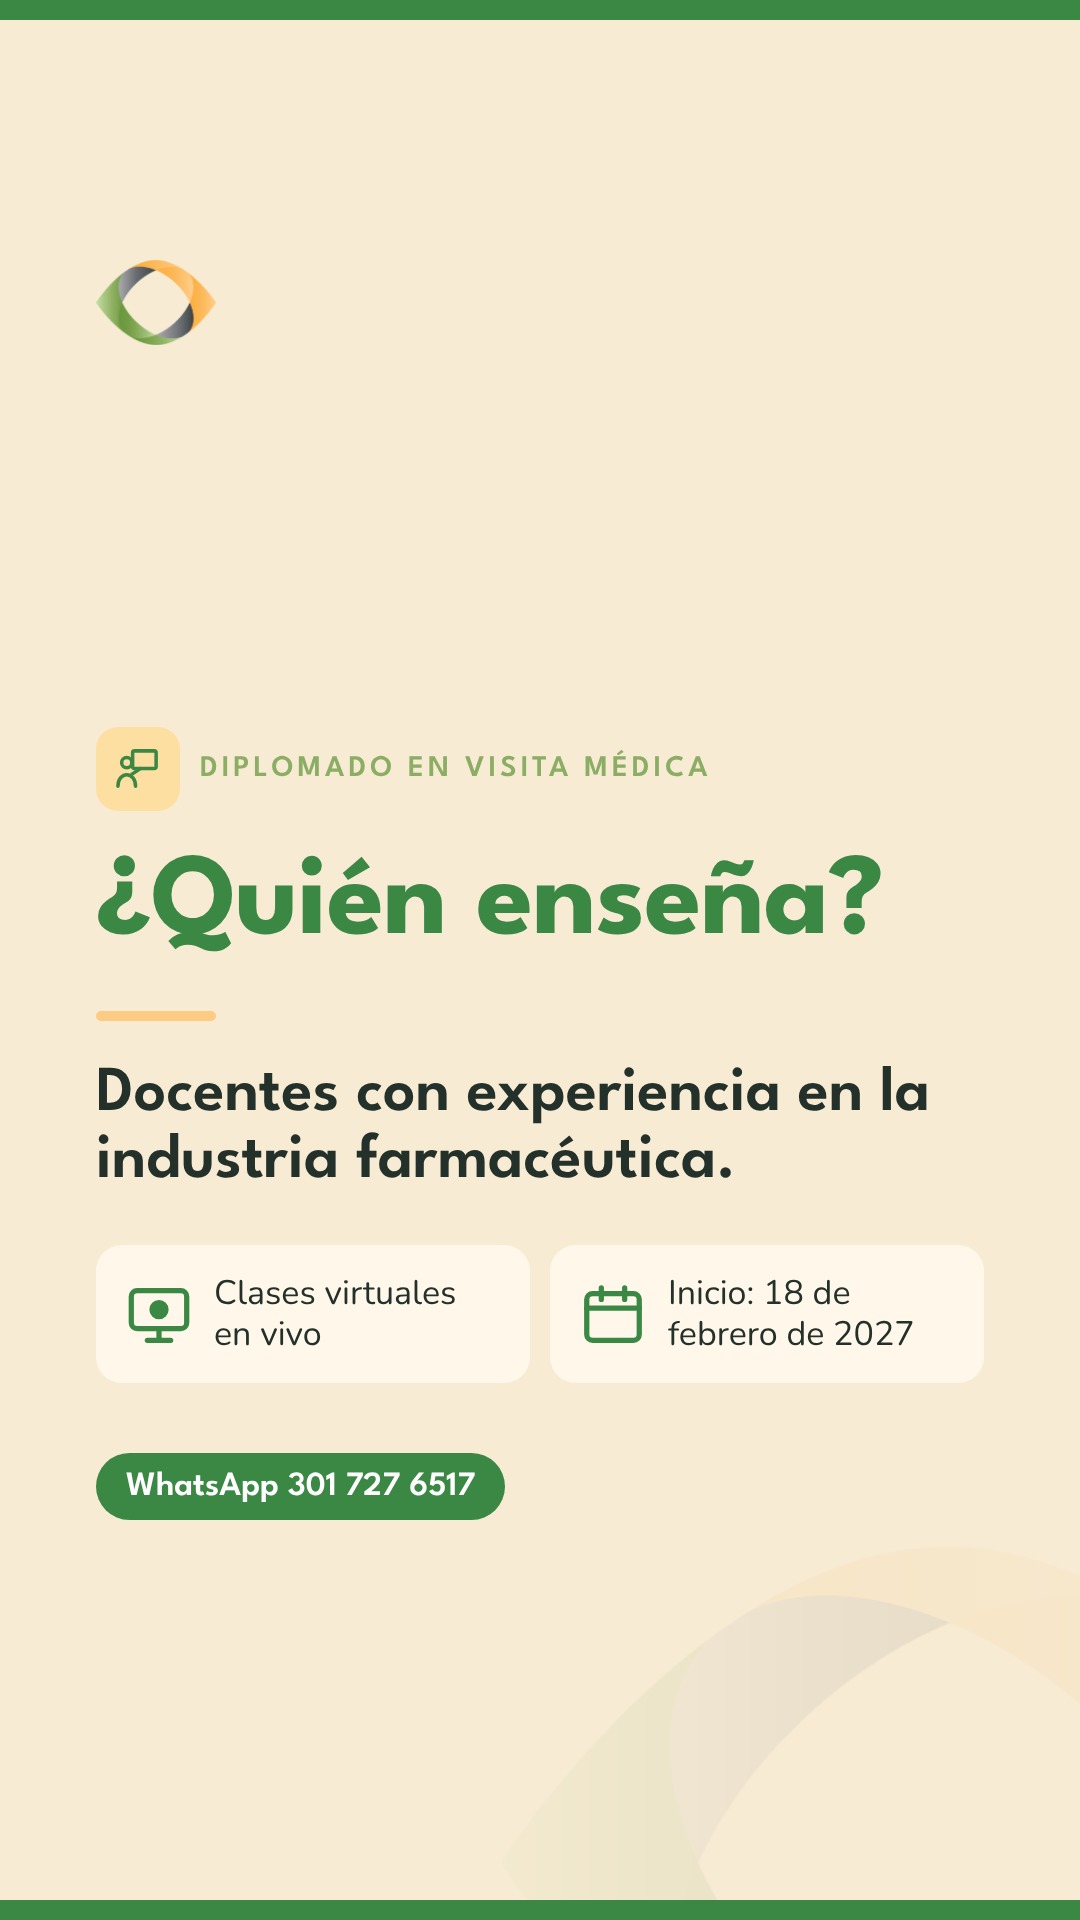 DIPLOMADO EN VISITA MÉDICA
¿Quién enseña?
Docentes con experiencia en la
industria farmacéutica.
Clases virtuales
en vivo
Inicio: 18 de
febrero de 2027
WhatsApp 301 727 6517